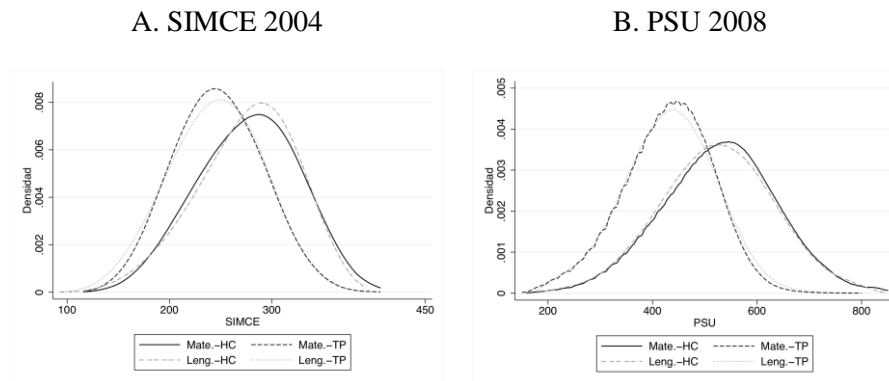 A. SIMCE 2004
B. PSU 2008
Densidad
.008
.006
.004
.002
0
100
200
300
450
SIMCE
Mate.-HC
Mate.-TP
Leng.-HC
Leng.-TP
Densidad
.005
.004
.003
.002
.001
0
200
400
600
800
PSU
Mate.-HC
Mate.-TP
Leng.-HC
Leng.-TP